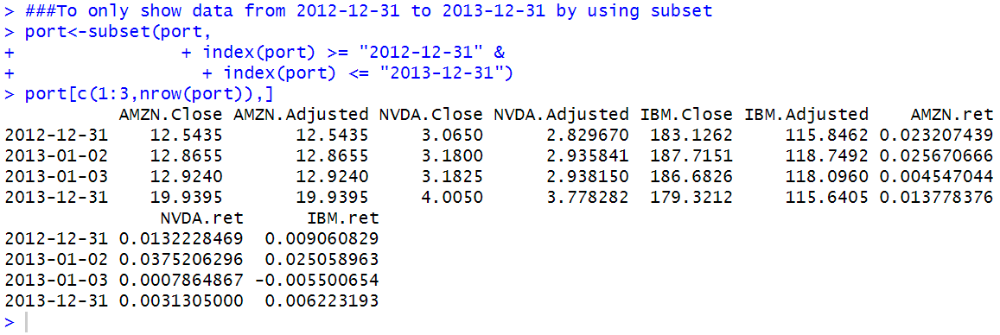 > ###To only show data from 2012-12-31 to 2013-12-31 by using subset
> port<-subset(port,
+                 + index(port) >= "2012-12-31" &
+                   + index(port) <= "2013-12-31")
> port[c(1:3,nrow(port)),]
           AMZN.Close AMZN.Adjusted NVDA.Close NVDA.Adjusted IBM.Close IBM.Adjusted    AMZN.ret
2012-12-31    12.5435       12.5435     3.0650      2.829670  183.1262     115.8462 0.023207439
2013-01-02    12.8655       12.8655     3.1800      2.935841  187.7151     118.7492 0.025670666
2013-01-03    12.9240       12.9240     3.1825      2.938150  186.6826     118.0960 0.004547044
2013-12-31    19.9395       19.9395     4.0050      3.778282  179.3212     115.6405 0.013778376
               NVDA.ret      IBM.ret
2012-12-31 0.0132228469  0.009060829
2013-01-02 0.0375206296  0.025058963
2013-01-03 0.0007864867 -0.005500654
2013-12-31 0.0031305000  0.006223193
>